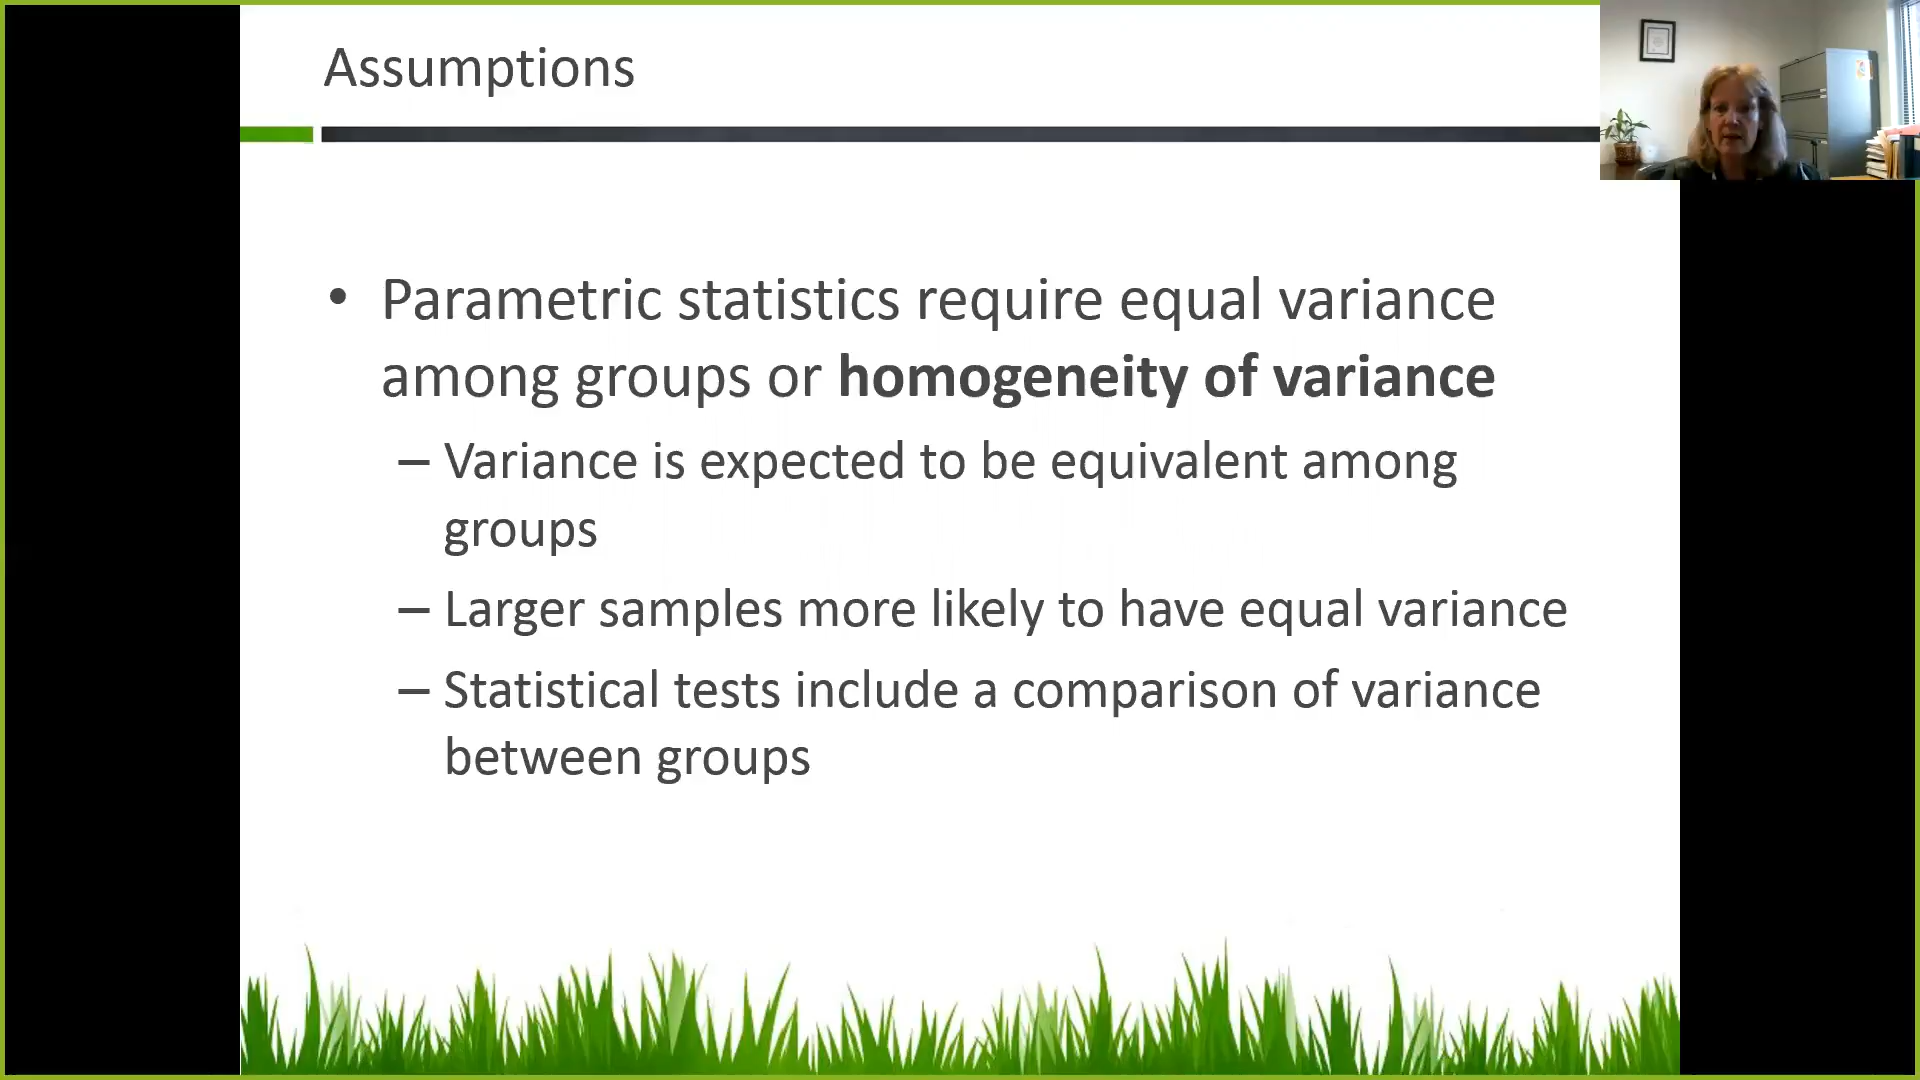 Assumptions
• Parametric statistics require equal variance
among groups or homogeneity of variance
– Variance is expected to be equivalent among
groups
– Larger samples more likely to have equal variance
– Statistical tests include a comparison of variance
between groups